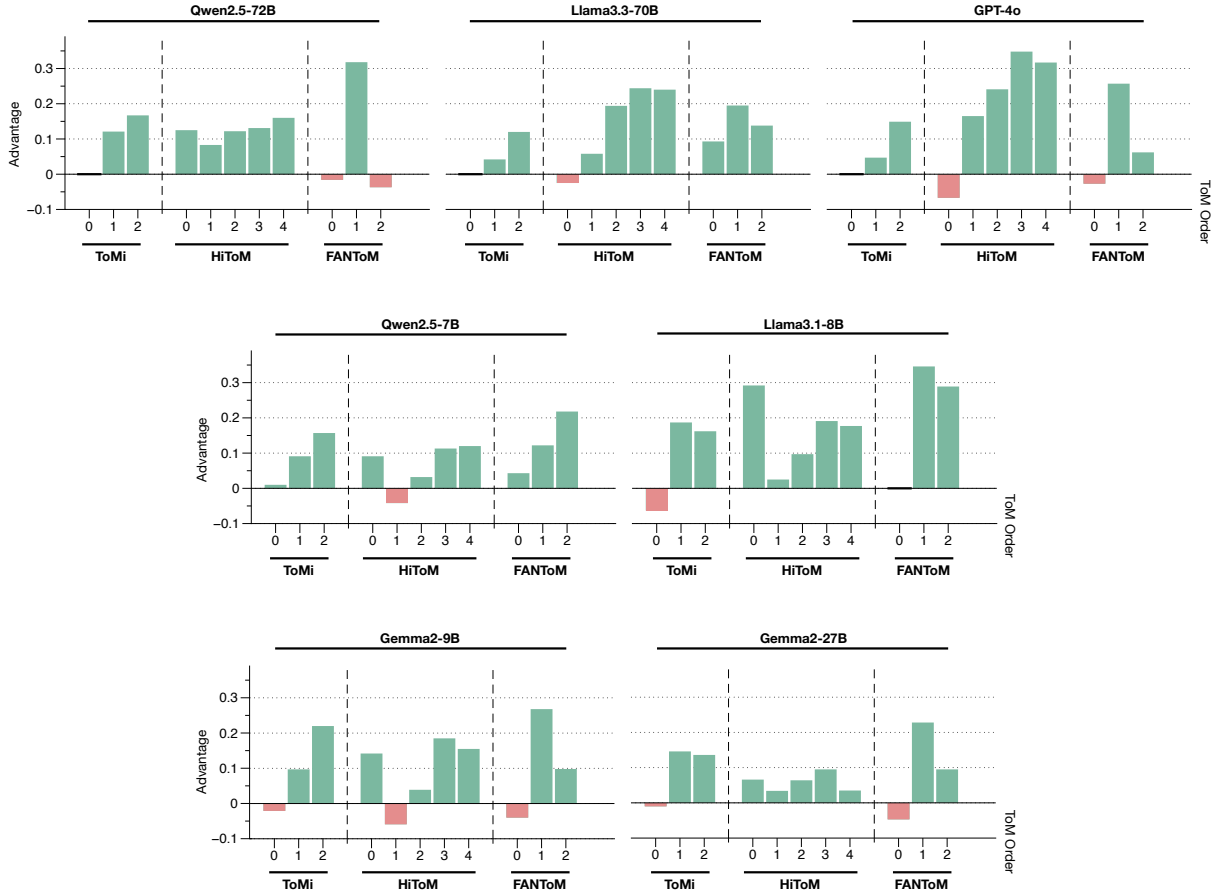 Qwen2.5-72B Llama3.3-70B GPT-4o
0.3
0.2
0.1
0
−0.1
Advantage
0 1 2 0 1 2 3 4 0 1 2 0 1 2 0 1 2 3 4 0 1 2 0 1 2 0 1 2 3 4 0 1 2
ToMi HiToM FANToM ToMi HiToM FANToM ToMi HiToM FANToM
ToM Order
Qwen2.5-7B Llama3.1-8B
0.3
0.2
0.1
0
−0.1
Advantage
0 1 2 0 1 2 3 4 0 1 2 0 1 2 0 1 2 3 4 0 1 2
ToMi HiToM FANToM ToMi HiToM FANToM
ToM Order
Gemma2-9B Gemma2-27B
0.3
0.2
0.1
0
−0.1
Advantage
0 1 2 0 1 2 3 4 0 1 2 0 1 2 0 1 2 3 4 0 1 2
ToMi HiToM FANToM ToMi HiToM FANToM
ToM Order